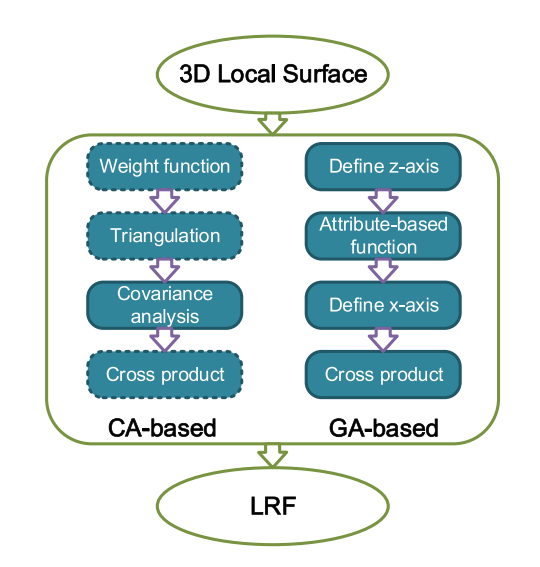 3D Local Surface
Weight function
Triangulation
Covariance
analysis
Cross product
CA-based
Define z-axis
Attribute-based
function
Define x-axis
Cross product
GA-based
LRF